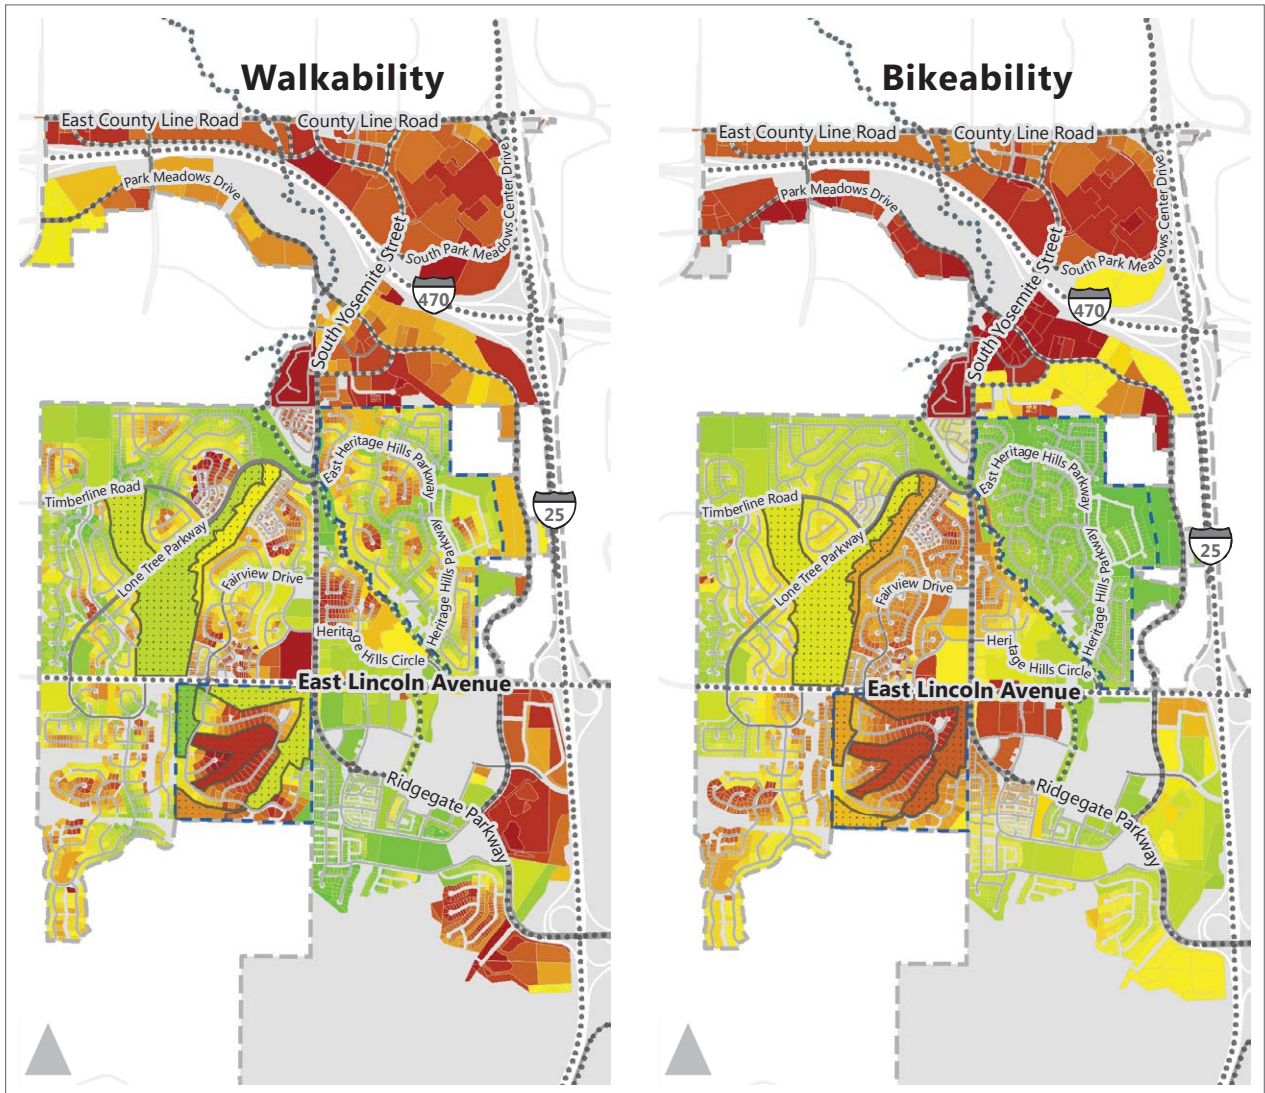 Walkability
East County Line Road
County Line Road
Park Meadows Drive
South Park Meadows Center Drive
South Yosemite Street
470
East Heritage Hills Parkway
Timberline Road
Lone Tree Parkway
25
Fairview Drive
Heritage Hills Parkway
Heritage Hills Circle
East Lincoln Avenue
Ridgegate Parkway
Bikeability
East County Line Road
County Line Road
Park Meadows Drive
South Park Meadows Center Drive
South Yosemite Street
470
East Heritage Hills Parkway
Timberline Road
Lone Tree Parkway
25
Fairview Drive
Heritage Hills Parkway
Heritage Hills Circle
East Lincoln Avenue
Ridgegate Parkway